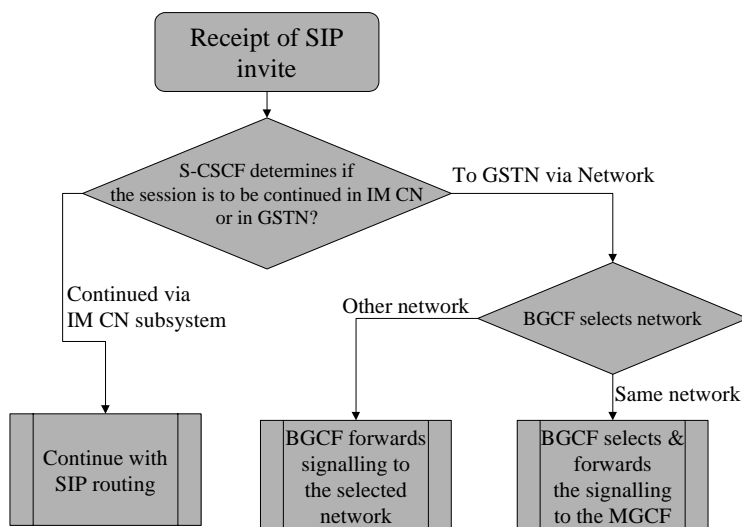 Receipt of SIP
invite
S-CSCF determines if
the session is to be continued in IM CN
or in GSTN?
To GSTN via Network
Continued via
IM CN subsystem
Other network
BGCF selects network
Same network
Continue with
SIP routing
BGCF forwards
signalling to
the selected
network
BGCF selects &
forwards
the signalling
to the MGCF